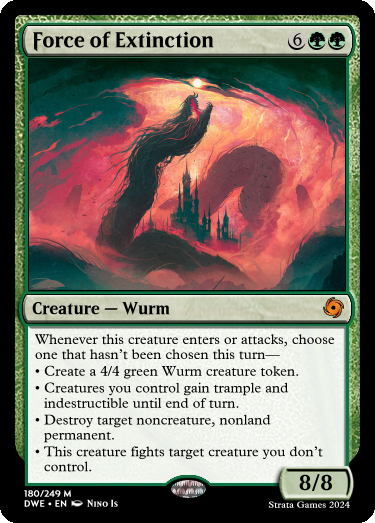 Force of Extinction 6
Creature — Wurm
Whenever this creature enters or attacks, choose
one that hasn't been chosen this turn—
• Create a 4/4 green Wurm creature token.
• Creatures you control gain trample and
indestructible until end of turn.
• Destroy target noncreature, nonland
permanent.
• This creature fights target creature you don't
control.
8/8
180/249 M
DWE • EN Nino Is
Strata Games 2024